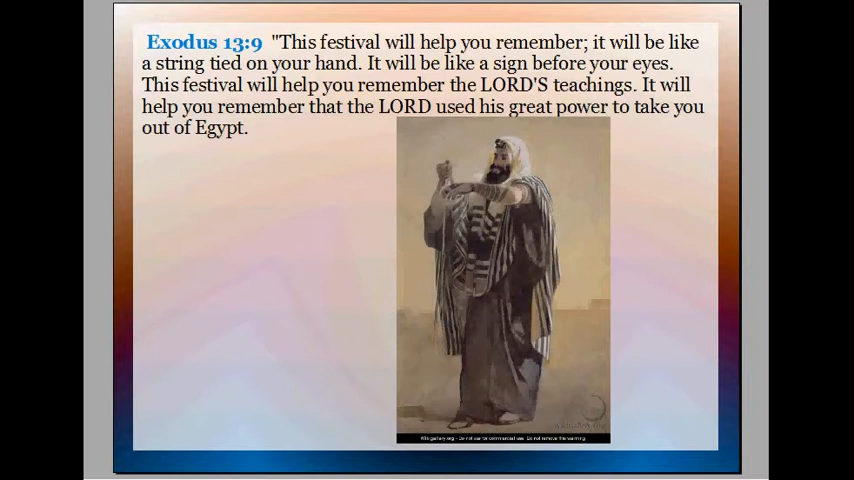 Exodus 13:9 "This festival will help you remember; it will be like
a string tied on your hand. It will be like a sign before your eyes.
This festival will help you remember the LORD'S teachings. It will
help you remember that the LORD used his great power to take you
out of Egypt.